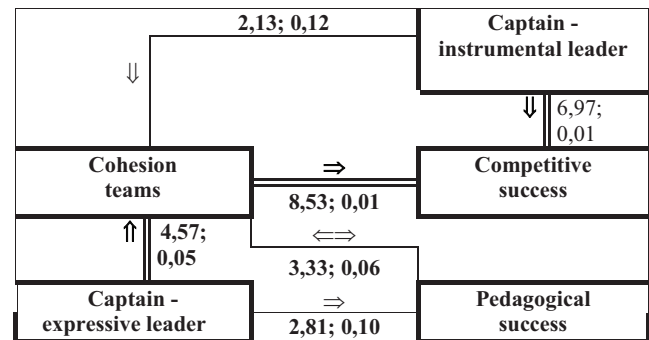 2,13; 0,12
Captain -
instrumental leader
⇓
⇓
6,97;
0,01
Cohesion
teams
⇒
8,53; 0,01
Competitive
success
⇑
4,57;
0,05
⇐⇒
3,33; 0,06
Captain -
expressive leader
⇒
2,81; 0,10
Pedagogical
success